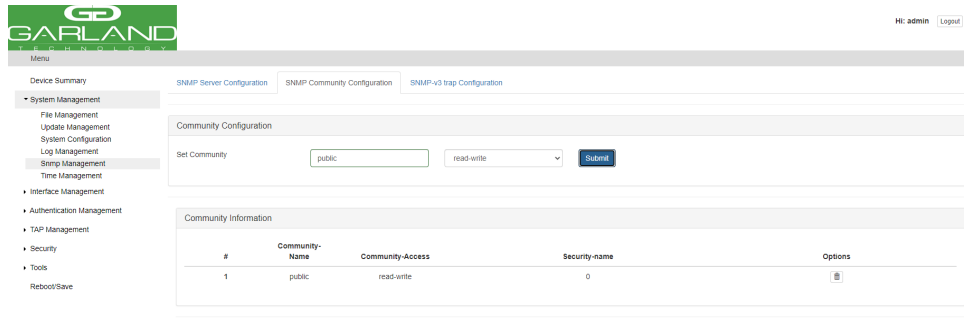 GARLAND
TECHNOLOGY
Hi: admin Logout
Menu
Device Summary
System Management
File Management
Update Management
System Configuration
Log Management
Snmp Management
Time Management
Interface Management
Authentication Management
TAP Management
Security
Tools
Reboot/Save
SNMP Server Configuration SNMP Community Configuration SNMP-v3 trap Configuration
Community Configuration
Set Community public read-write Submit
Community Information
# Community-Name Community-Access Security-name Options
1 public read-write 0